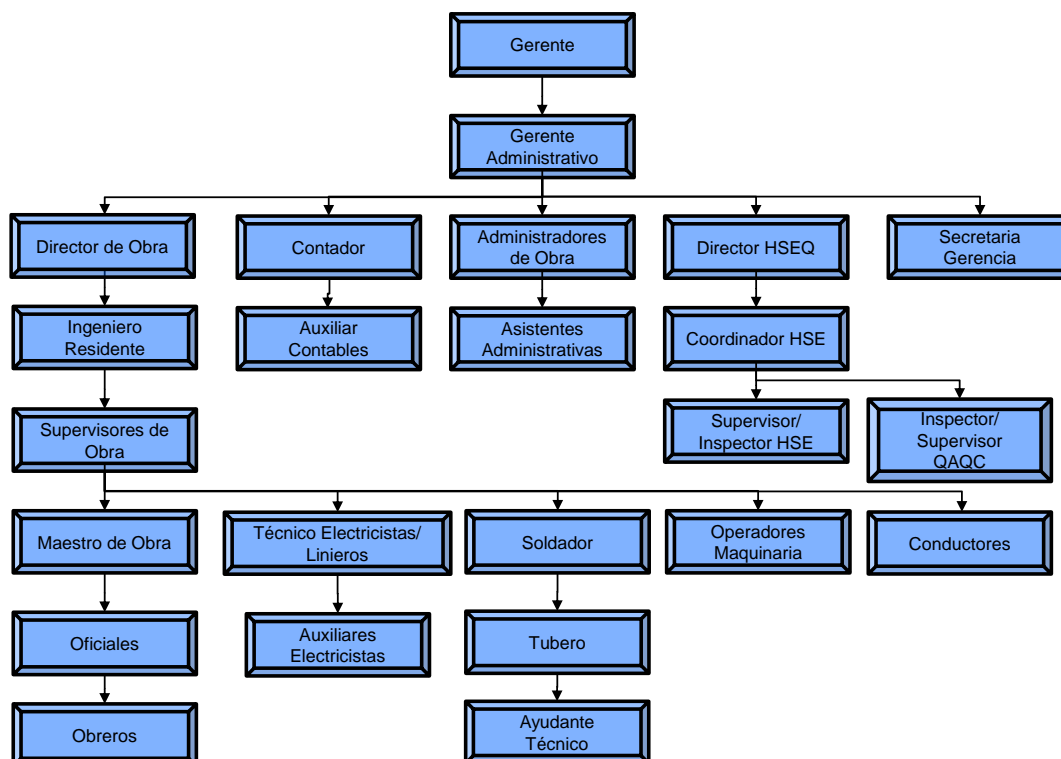 Gerente
Gerente
Administrativo
Director de Obra
Contador
Administradores
de Obra
Director HSEQ
Secretaria
Gerencia
Ingeniero
Residente
Auxiliar
Contables
Asistentes
Administrativas
Coordinador HSE
Supervisores de
Obra
Supervisor/
Inspector HSE
Inspector/
Supervisor
QAQC
Maestro de Obra
Técnico Electricistas/
Linieros
Soldador
Operadores
Maquinaria
Conductores
Oficiales
Auxiliares
Electricistas
Tubero
Obreros
Ayudante
Técnico